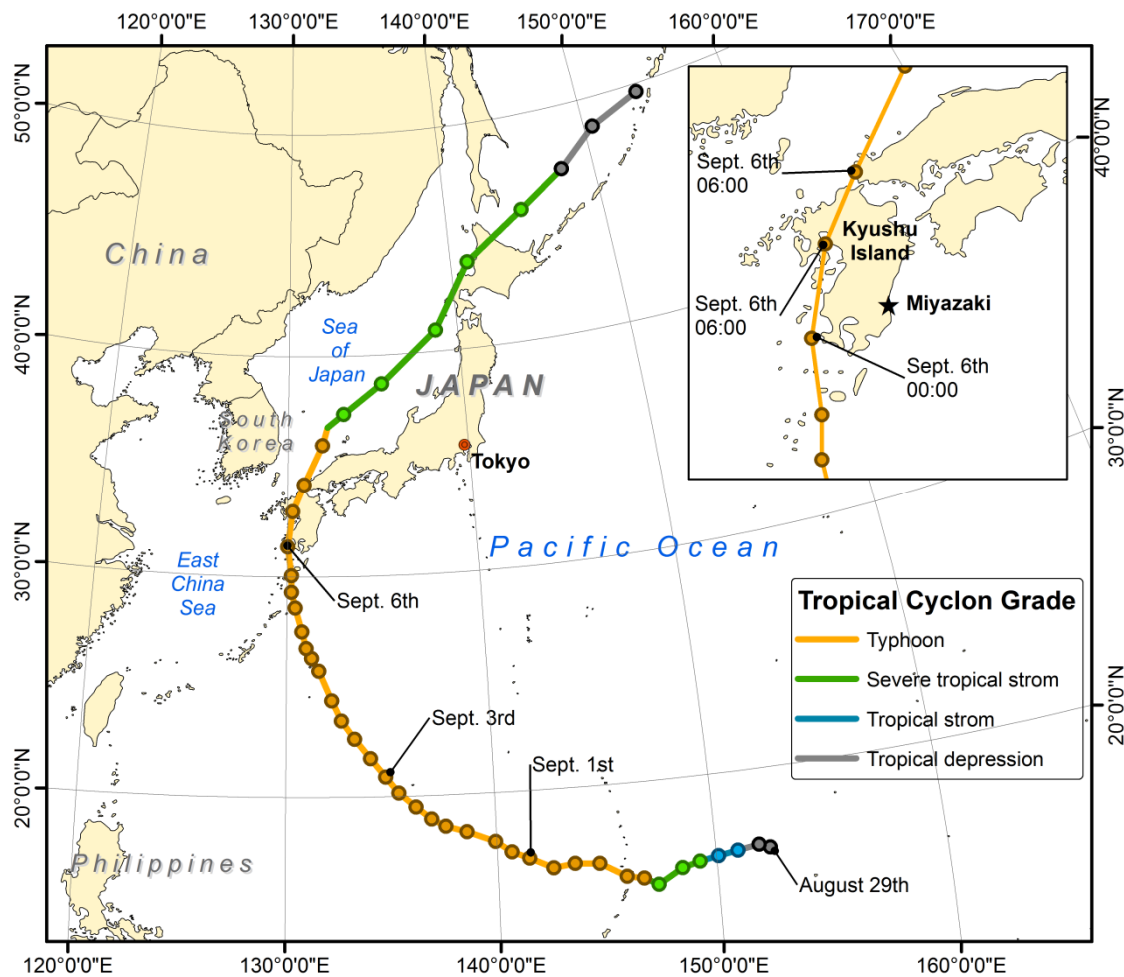 120°0'0"E 130°0'0"E 140°0'0"E 150°0'0"E 160°0'0"E 170°0'0"E
50°0'0"N
40°0'0"N
30°0'0"N
20°0'0"N
40°0'0"N
30°0'0"N
20°0'0"N
China
Sea
of
Japan
JAPAN
South
Korea
Tokyo
Pacific Ocean
East
China
Sea
Sept. 6th
Sept. 3rd
Sept. 1st
August 29th
Philippines
Sept. 6th
06:00
Kyushu
Island
Sept. 6th
06:00
Miyazaki
Sept. 6th
00:00
Tropical Cyclon Grade
Typhoon
Severe tropical strom
Tropical strom
Tropical depression
120°0'0"E 130°0'0"E 140°0'0"E 150°0'0"E 160°0'0"E